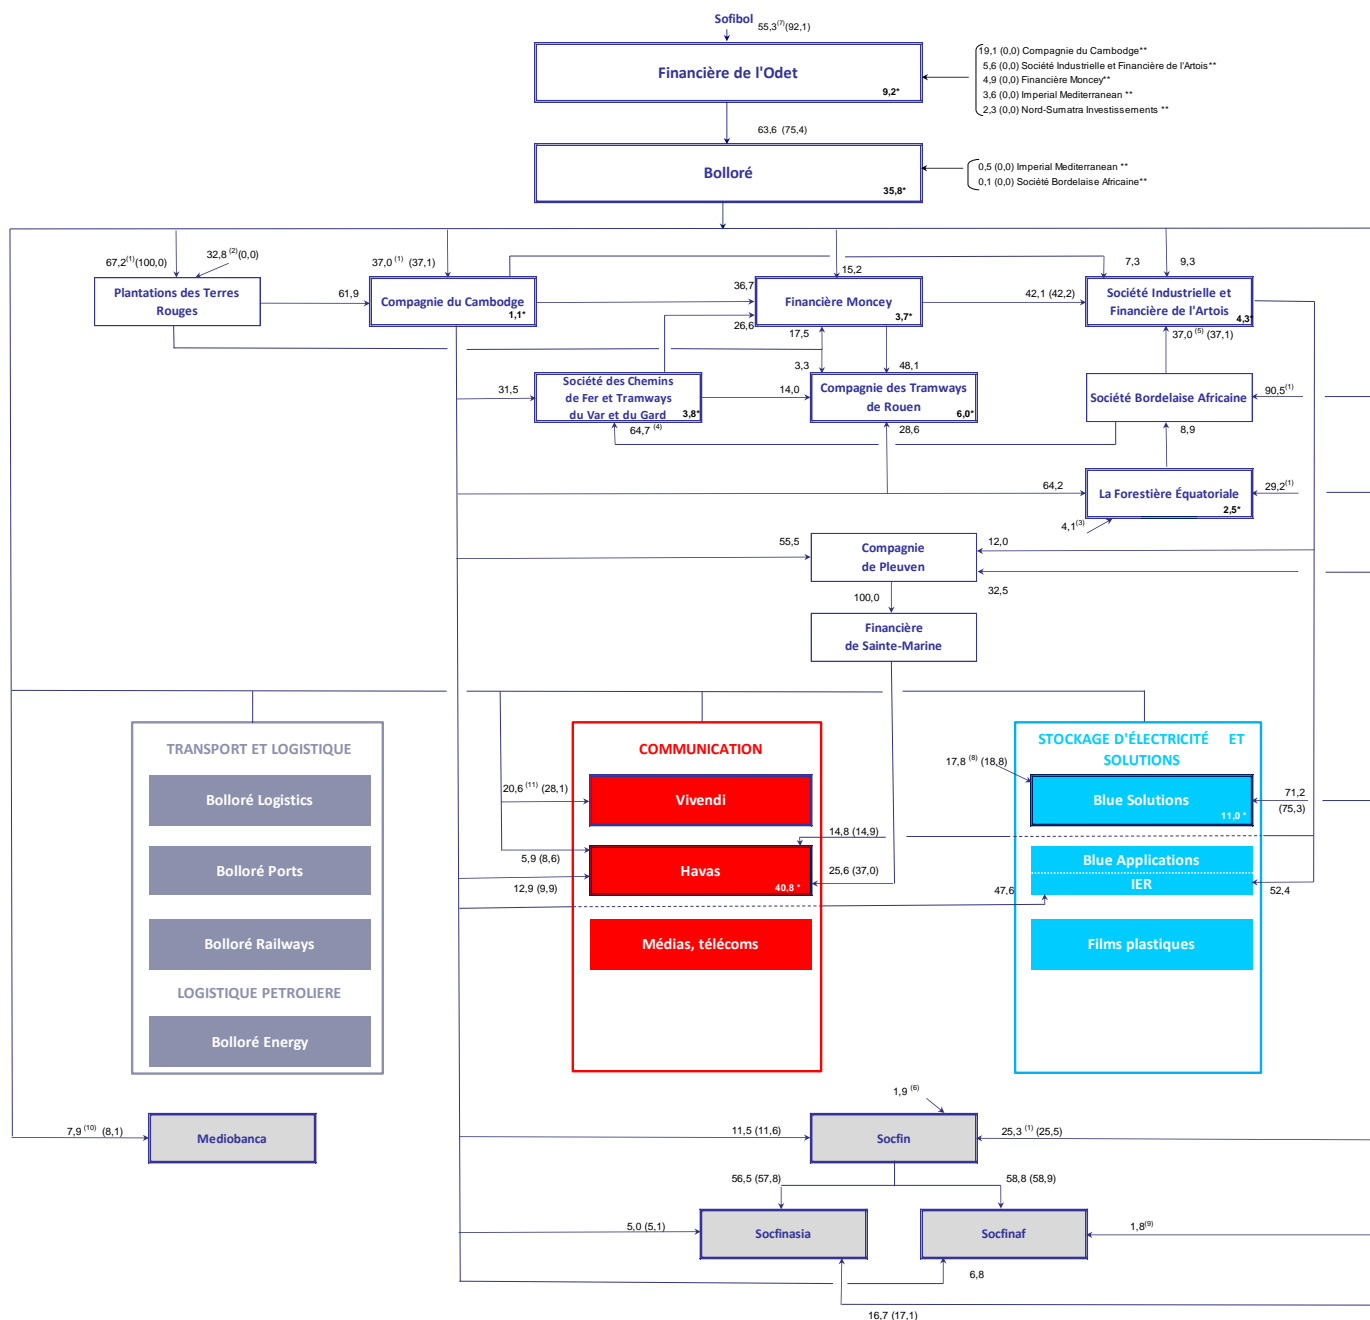 Sofibol
55,3(7)(92,1)
Financière de l'Odet
9,2*
19,1 (0,0) Compagnie du Cambodge**
5,6 (0,0) Société Industrielle et Financière de l'Artois**
4,9 (0,0) Financière Moncey**
3,6 (0,0) Imperial Mediterranean **
2,3 (0,0) Nord-Sumatra Investissements **
63,6 (75,4)
Bolloré
35,8*
0,5 (0,0) Imperial Mediterranean **
0,1 (0,0) Société Bordelaise Africaine**
67,2(1)(100,0)
32,8 (2)(0,0)
37,0 (1) (37,1)
15,2
7,3
9,3
Plantations des Terres
Rouges
61,9
Compagnie du Cambodge
1,1*
36,7
26,6
Financière Moncey
3,7*
42,1 (42,2)
Société Industrielle et
Financière de l'Artois
4,3*
17,5
37,0 (5) (37,1)
3,3
48,1
31,5
Société des Chemins
de Fer et Tramways
du Var et du Gard
3,8*
14,0
Compagnie des Tramways
de Rouen
6,0*
Société Bordelaise Africaine
90,5(1)
64,7 (4)
28,6
8,9
64,2
La Forestière Équatoriale
2,5*
29,2(1)
4,1(3)
55,5
Compagnie
de Pleuven
12,0
32,5
100,0
Financière
de Sainte-Marine
TRANSPORT ET LOGISTIQUE
Bolloré Logistics
Bolloré Ports
Bolloré Railways
LOGISTIQUE PETROLIERE
Bolloré Energy
COMMUNICATION
20,6 (11) (28,1)
Vivendi
14,8 (14,9)
5,9 (8,6)
Havas
40,8 *
25,6 (37,0)
12,9 (9,9)
Médias, télécoms
STOCKAGE D'ÉLECTRICITÉ ET
SOLUTIONS
17,8 (8) (18,8)
Blue Solutions
11,0 *
71,2
(75,3)
Blue Applications
IER
47,6
52,4
Films plastiques
1,9 (6)
7,9 (10) (8,1)
Mediobanca
11,5 (11,6)
Socfin
25,3 (1) (25,5)
56,5 (57,8)
58,8 (58,9)
5,0 (5,1)
Socfinasia
Socfinaf
1,8(9)
6,8
16,7 (17,1)